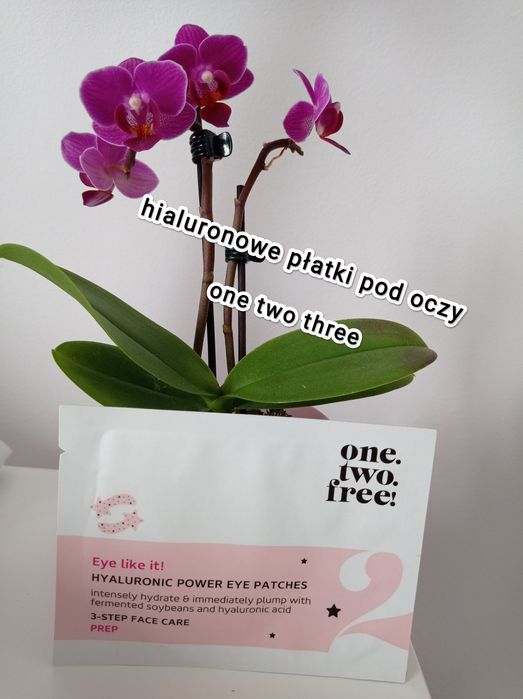 hialuronowe płatki pod oczy
one two three
one.
two.
free!
Eye like it!
HYALURONIC POWER EYE PATCHES
intensely hydrate & immediately plump with
fermented soybeans and hyaluronic acid
3-STEP FACE CARE
PREP
2